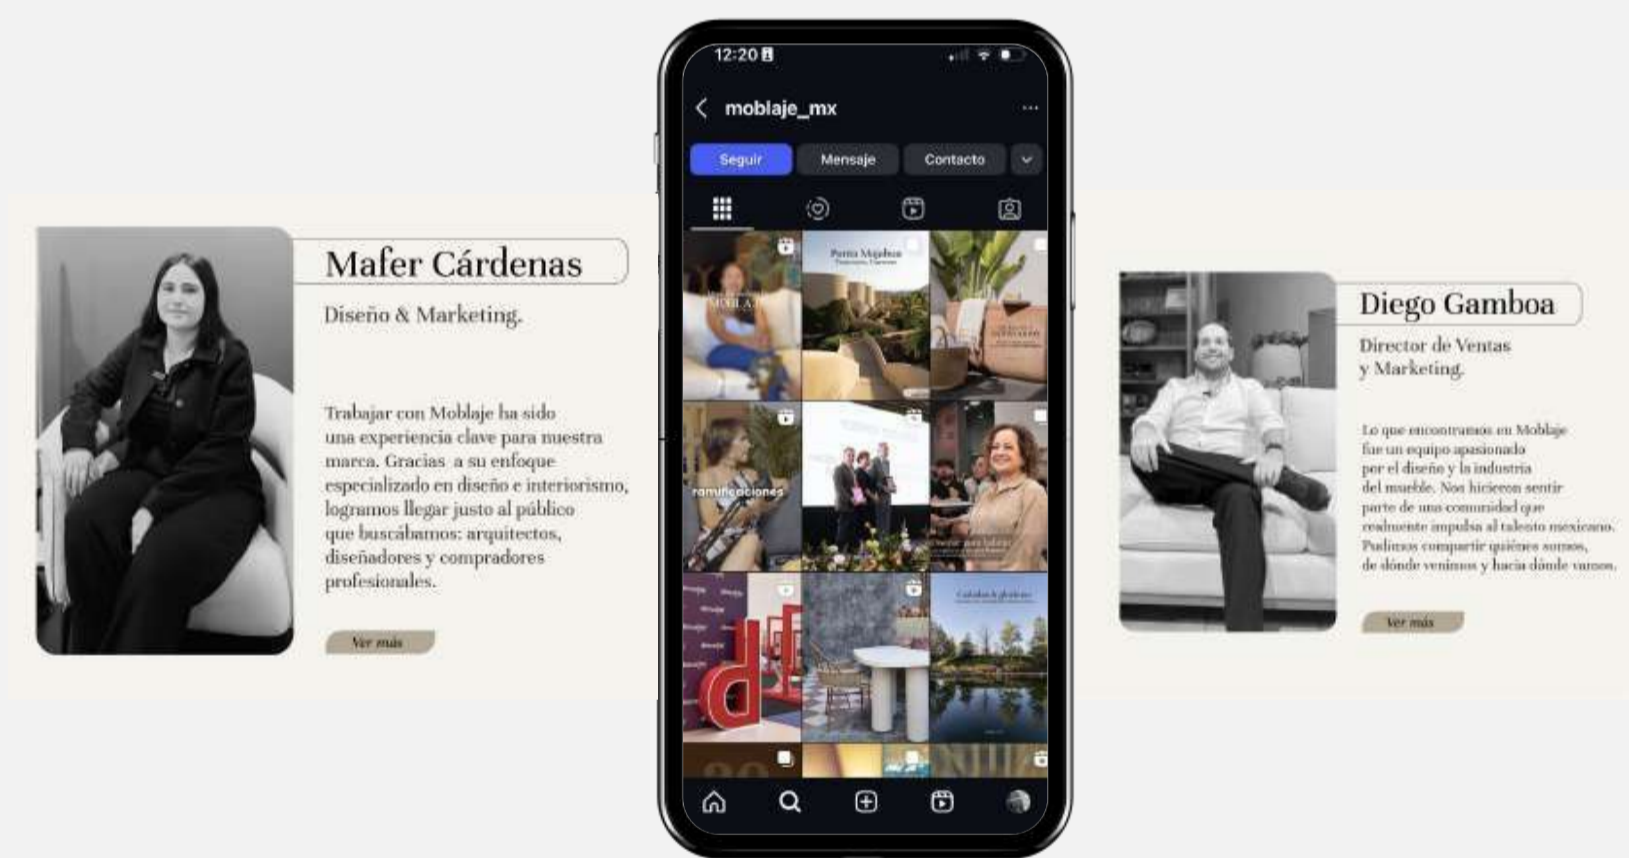 Mafer Cárdenas
Diseño & Marketing.
Trabajar con Moblaje ha sido
una experiencia clave para nuestra
marca. Gracias a su enfoque
especializado en diseño e interiorismo,
logramos llegar justo al público
que buscábamos: arquitectos,
diseñadores y compradores
profesionales.
Ver más
12:20
moblaje_mx
Seguir
Mensaje
Contacto
Punta Majahua
ramificaciones
30
Diego Gamboa
Director de Ventas
y Marketing.
Lo que encontramos en Moblaje
fue un equipo apasionado
por el diseño y la industria
del mueble. Nos hicieron sentir
parte de una comunidad que
realmente impulsa al talento mexicano.
Pudimos compartir quiénes somos,
de dónde venimos y hacia dónde vamos.
Ver más